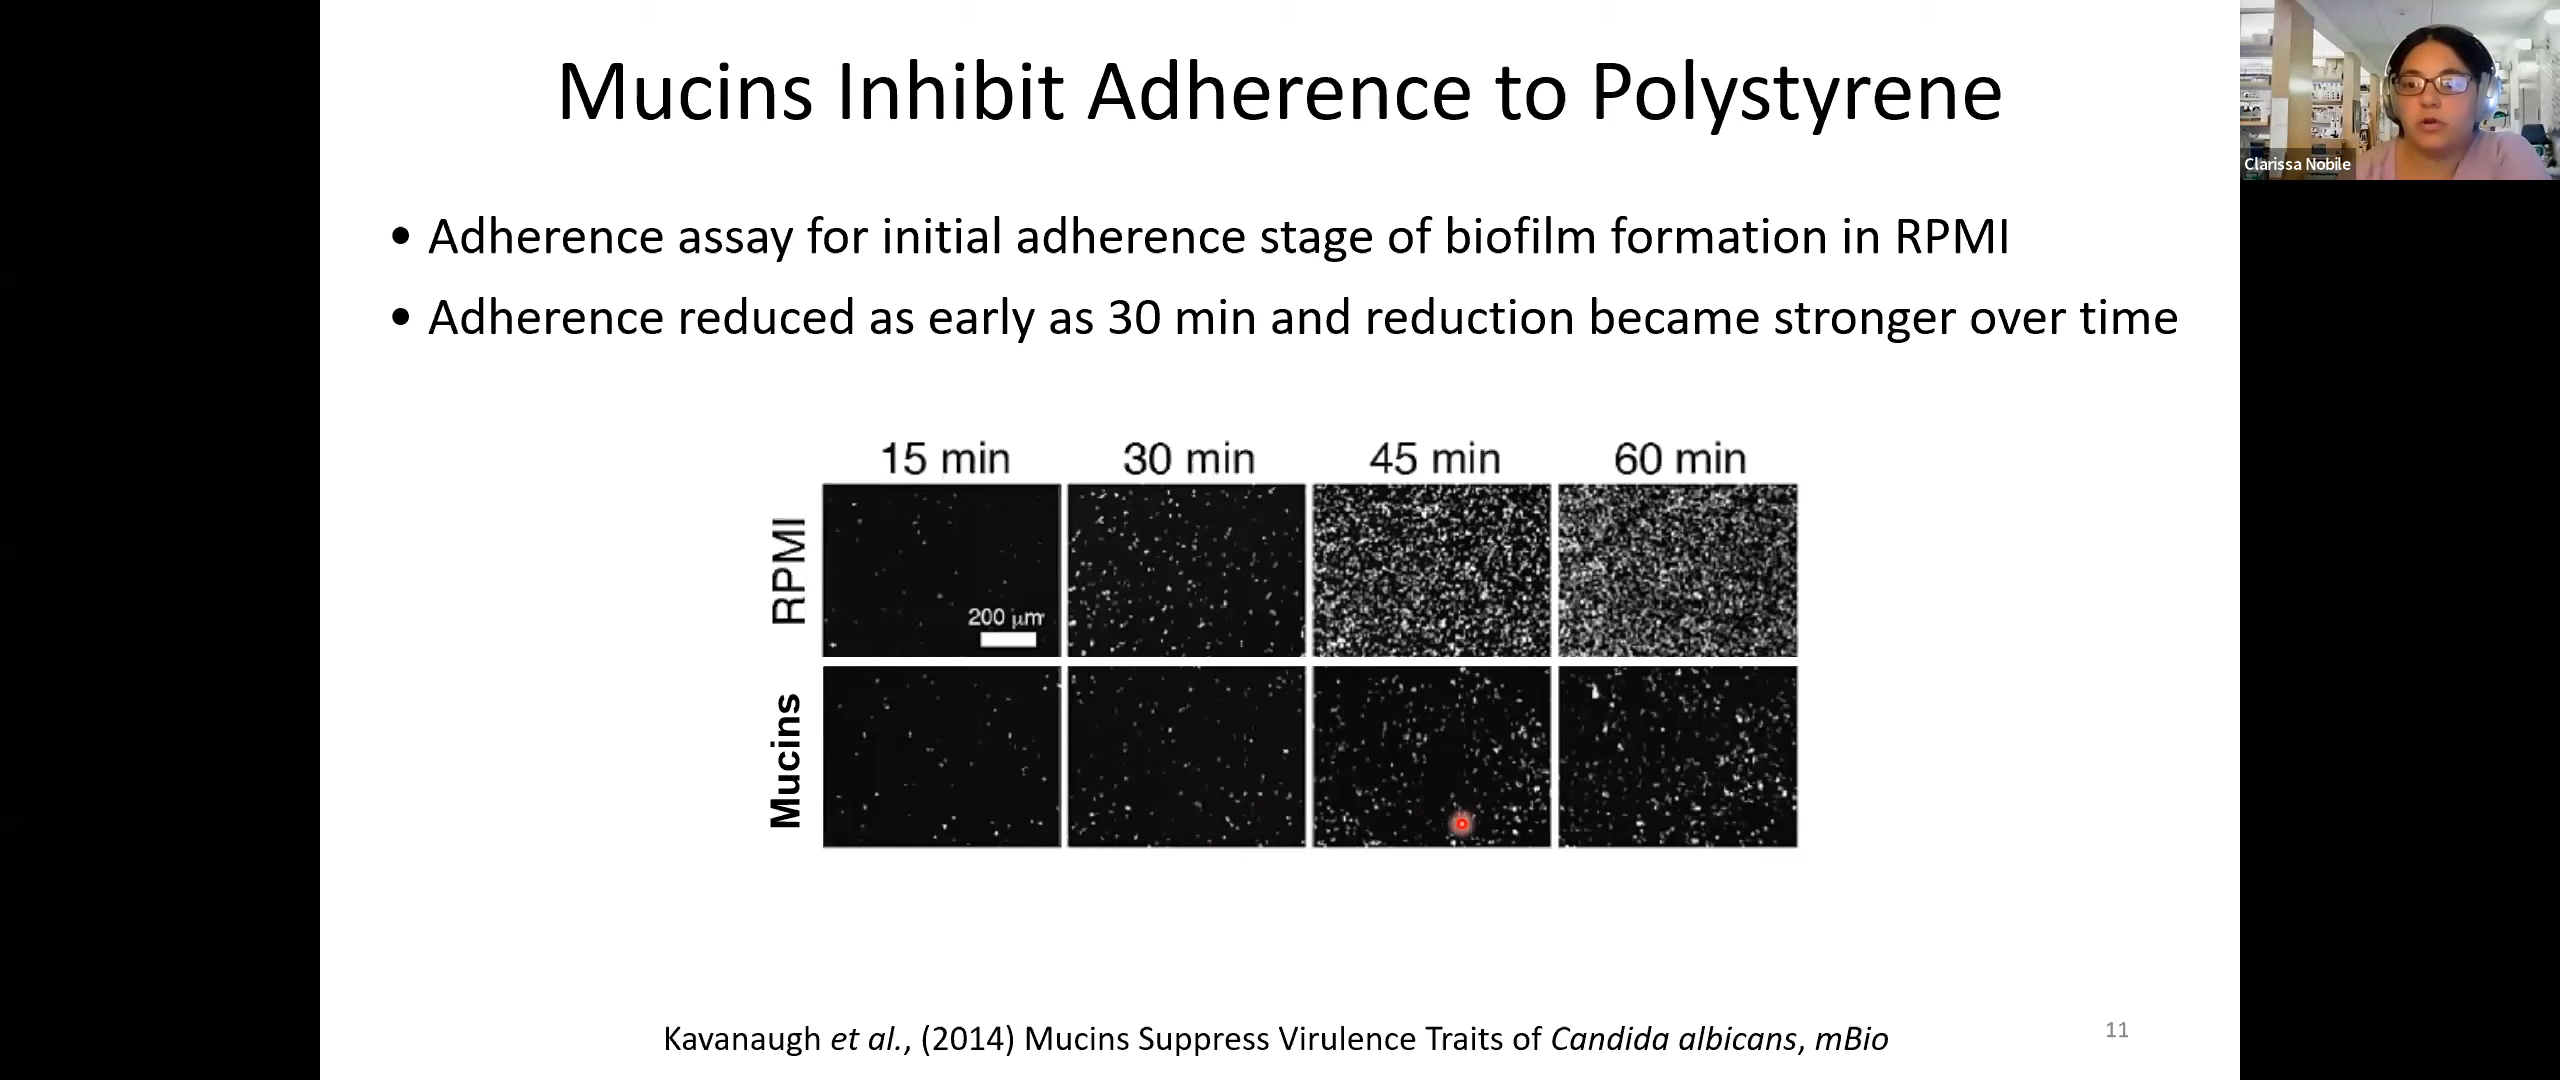 Mucins Inhibit Adherence to Polystyrene
Clarissa Nobile
• Adherence assay for initial adherence stage of biofilm formation in RPMI
• Adherence reduced as early as 30 min and reduction became stronger over time
15 min 30 min 45 min 60 min
RPMI
200 μm
Mucins
Kavanaugh et al., (2014) Mucins Suppress Virulence Traits of Candida albicans, mBio
11